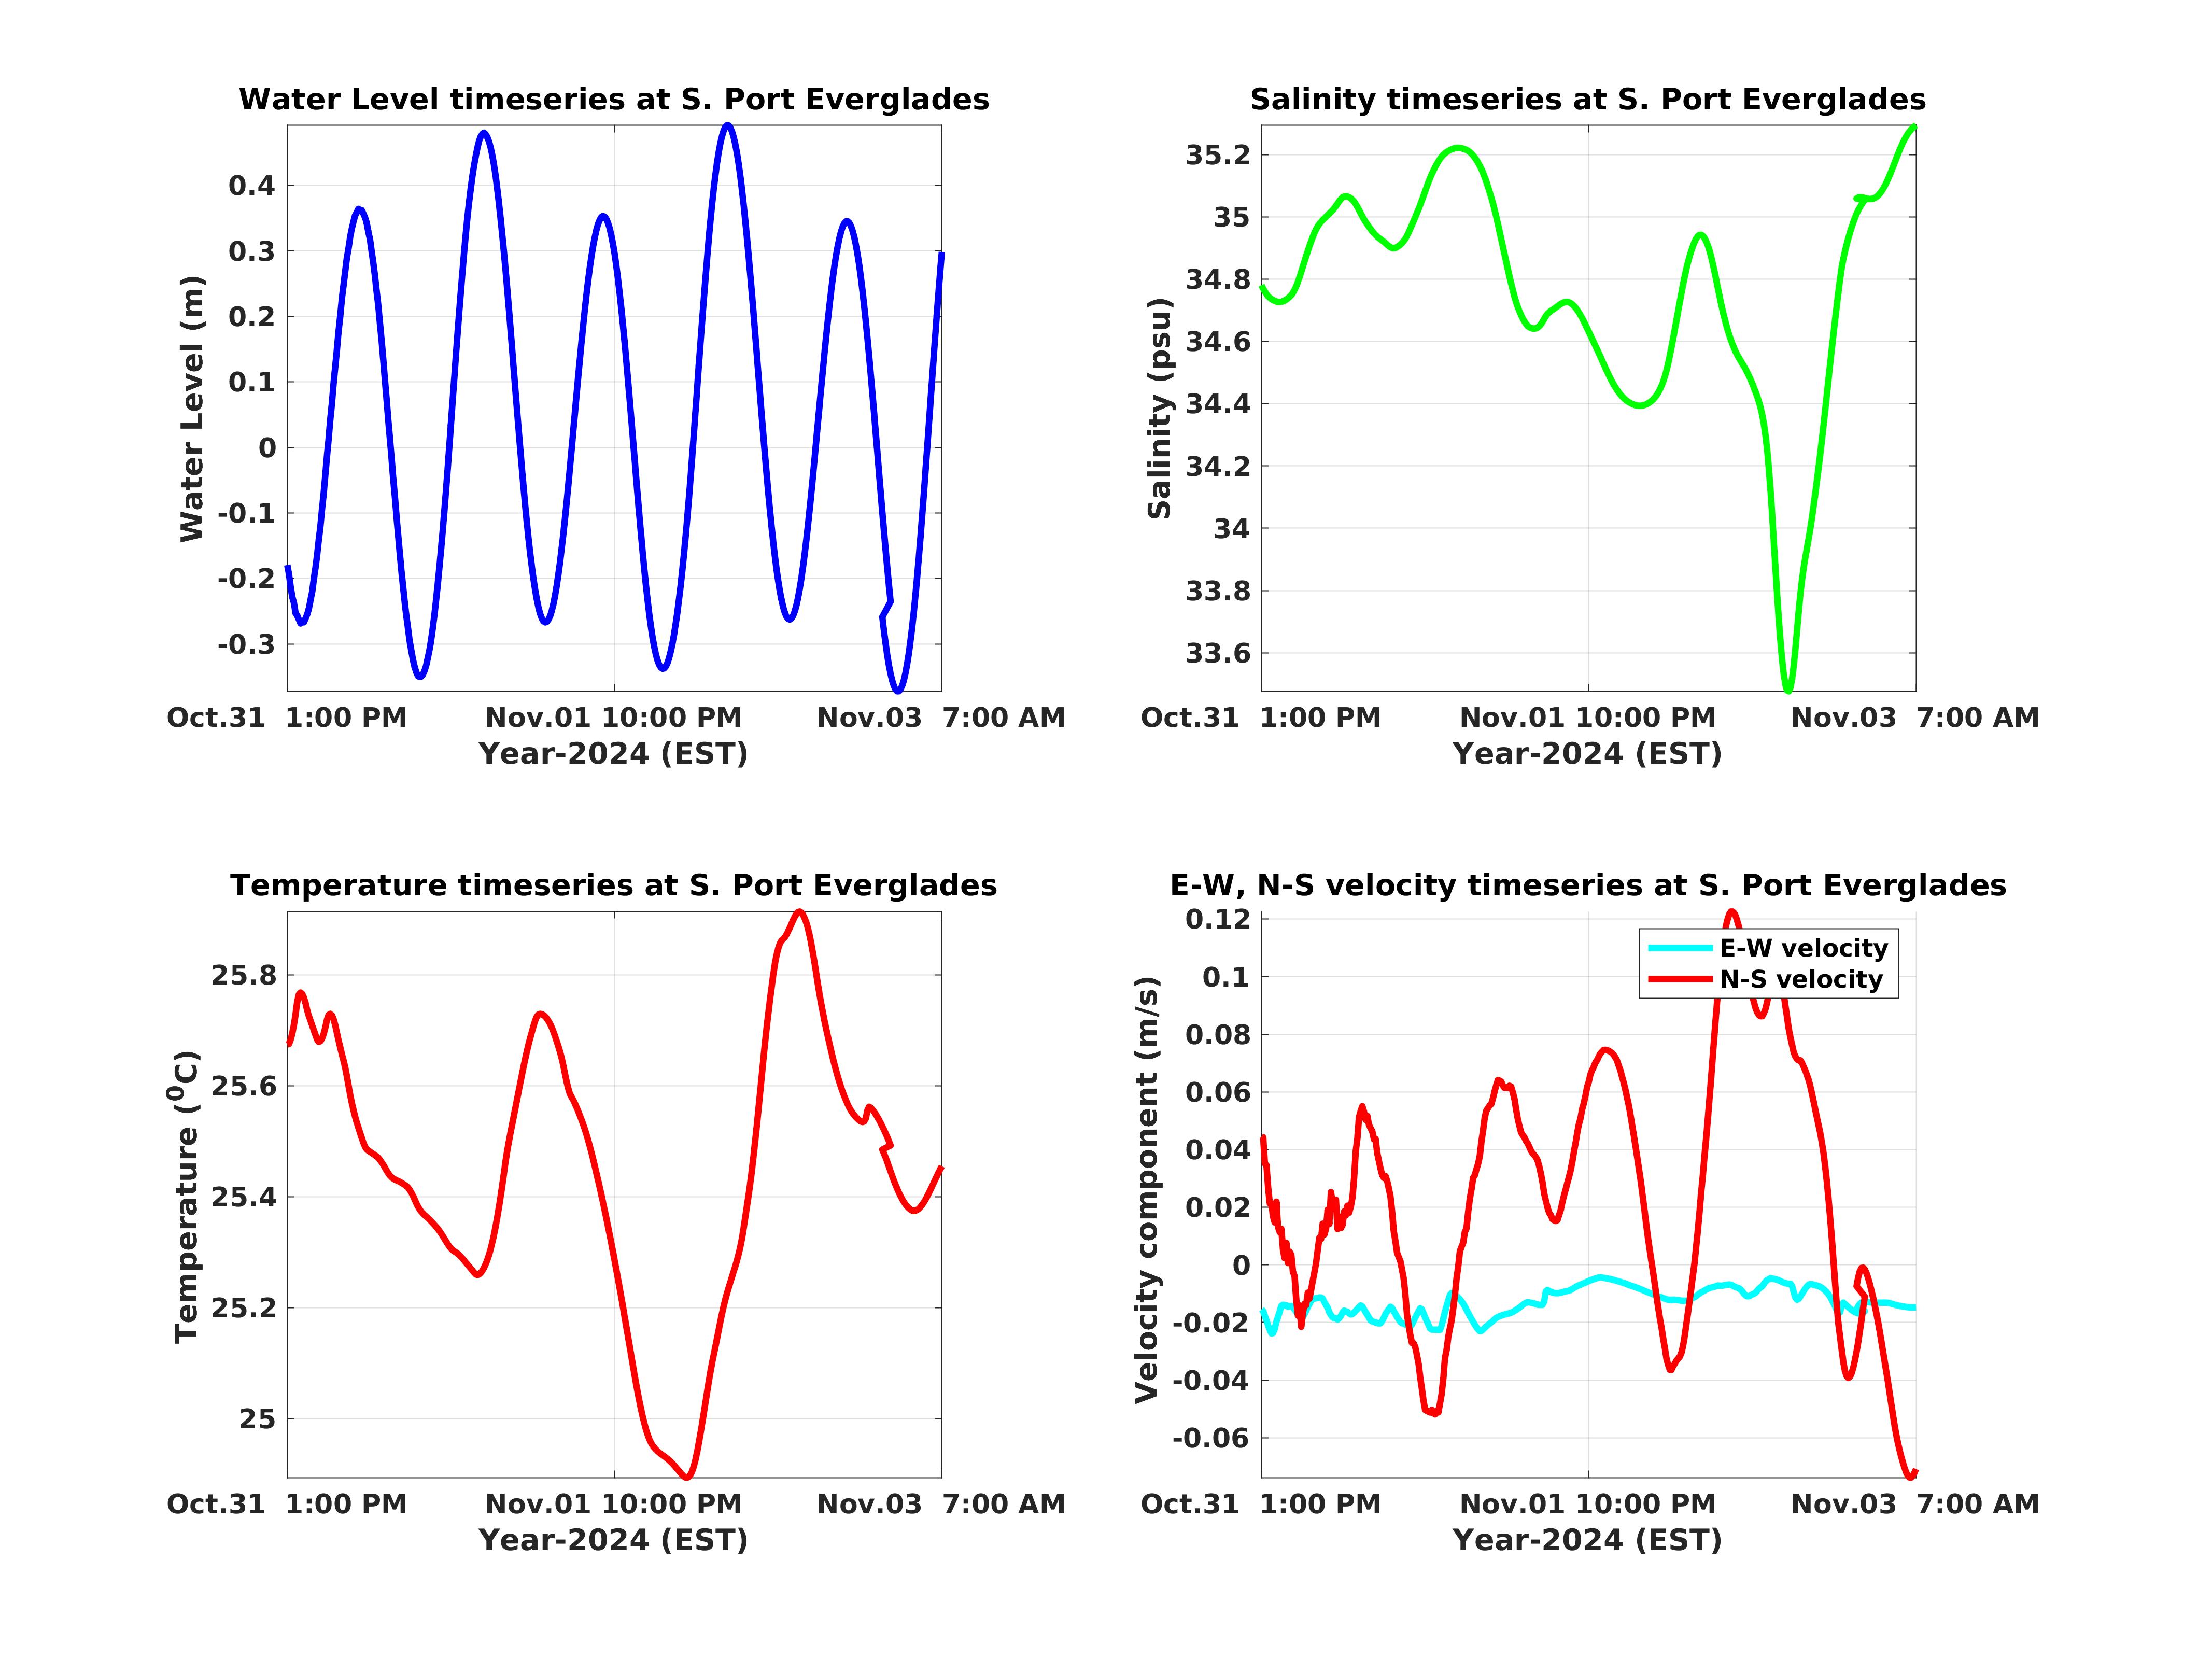 Water Level timeseries at S. Port Everglades
Water Level (m)
0.4
0.3
0.2
0.1
0
-0.1
-0.2
-0.3
Oct.31 1:00 PM
Nov.01 10:00 PM
Nov.03 7:00 AM
Year-2024 (EST)
Salinity timeseries at S. Port Everglades
Salinity (psu)
35.2
35
34.8
34.6
34.4
34.2
34
33.8
33.6
Oct.31 1:00 PM
Nov.01 10:00 PM
Nov.03 7:00 AM
Year-2024 (EST)
Temperature timeseries at S. Port Everglades
Temperature (⁰C)
25.8
25.6
25.4
25.2
25
Oct.31 1:00 PM
Nov.01 10:00 PM
Nov.03 7:00 AM
Year-2024 (EST)
E-W, N-S velocity timeseries at S. Port Everglades
Velocity component (m/s)
0.12
0.1
0.08
0.06
0.04
0.02
0
-0.02
-0.04
-0.06
E-W velocity
N-S velocity
Oct.31 1:00 PM
Nov.01 10:00 PM
Nov.03 7:00 AM
Year-2024 (EST)